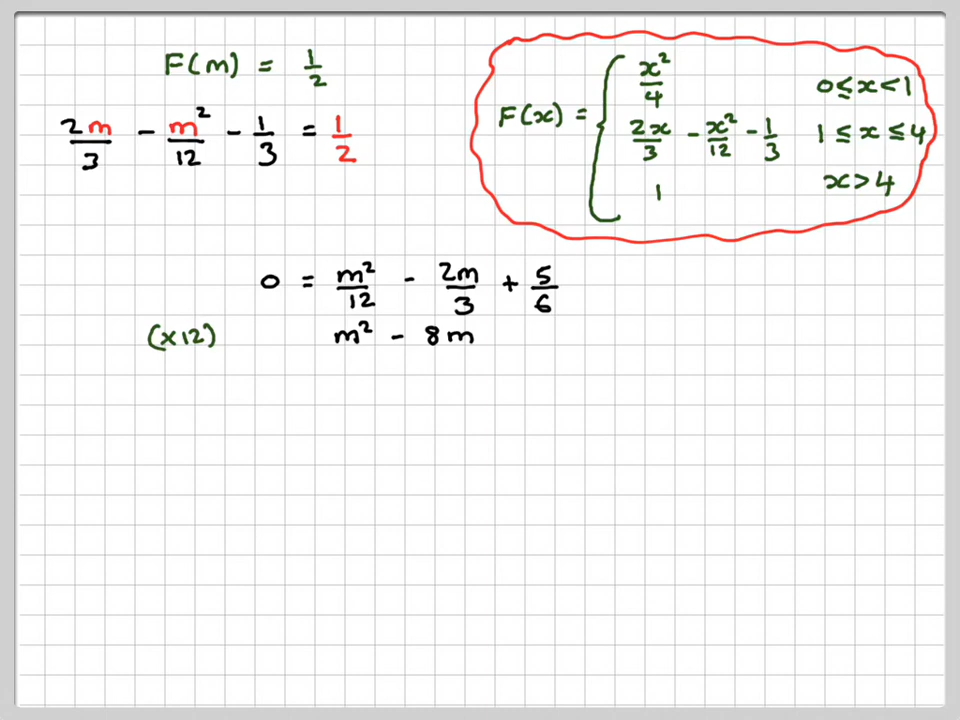 F(m) = 1/2
2m/3 - m²/12 - 1/3 = 1/2
F(x) = { x²/4 0≤x<1
2x/3 - x²/12 - 1/3 1≤x≤4
1 x>4
0 = m²/12 - 2m/3 + 5/6
(×12) m² - 8m